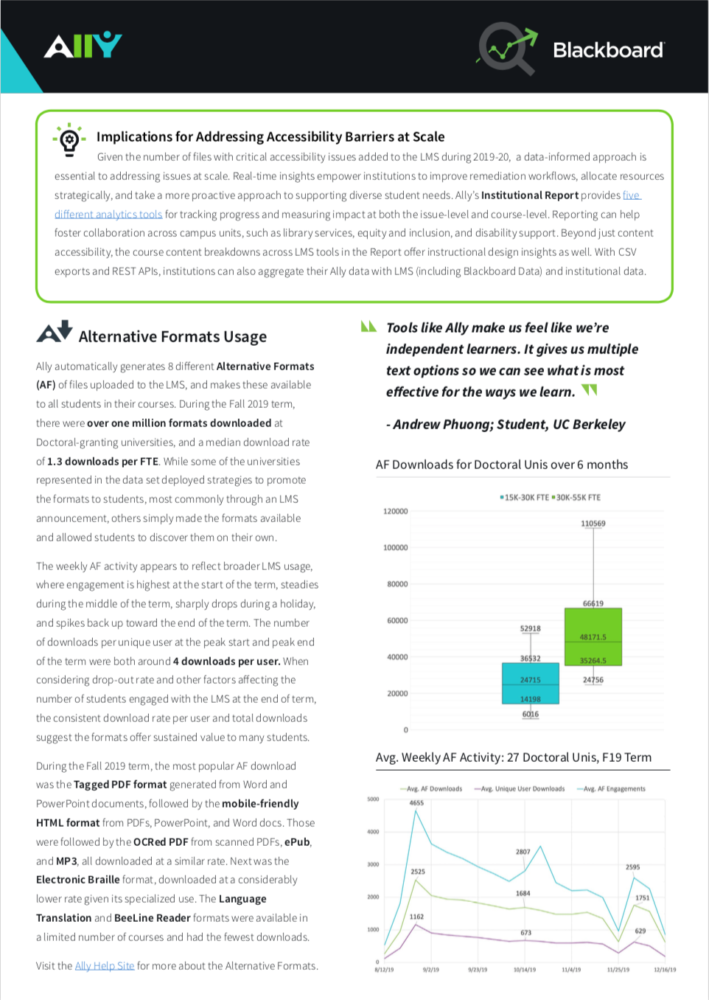 Ally
Blackboard
Implications for Addressing Accessibility Barriers at Scale
Given the number of files with critical accessibility issues added to the LMS during 2019-20, a data-informed approach is
essential to addressing issues at scale. Real-time insights empower institutions to improve remediation workflows, allocate resources
strategically, and take a more proactive approach to supporting diverse student needs. Ally's Institutional Report provides five
different analytics tools for tracking progress and measuring impact at both the issue-level and course-level. Reporting can help
foster collaboration across campus units, such as library services, equity and inclusion, and disability support. Beyond just content
accessibility, the course content breakdowns across LMS tools in the Report offer instructional design insights as well. With CSV
exports and REST APIs, institutions can also aggregate their Ally data with LMS (including Blackboard Data) and institutional data.
Alternative Formats Usage
Ally automatically generates 8 different Alternative Formats
(AF) of files uploaded to the LMS, and makes these available
to all students in their courses. During the Fall 2019 term,
there were over one million formats downloaded at
Doctoral-granting universities, and a median download rate
of 1.3 downloads per FTE. While some of the universities
represented in the data set deployed strategies to promote
the formats to students, most commonly through an LMS
announcement, others simply made the formats available
and allowed students to discover them on their own.
The weekly AF activity appears to reflect broader LMS usage,
where engagement is highest at the start of the term, steadies
during the middle of the term, sharply drops during a holiday,
and spikes back up toward the end of the term. The number
of downloads per unique user at the peak start and peak end
of the term were both around 4 downloads per user. When
considering drop-out rate and other factors affecting the
number of students engaged with the LMS at the end of term,
the consistent download rate per user and total downloads
suggest the formats offer sustained value to many students.
During the Fall 2019 term, the most popular AF download
was the Tagged PDF format generated from Word and
PowerPoint documents, followed by the mobile-friendly
HTML format from PDFs, PowerPoint, and Word docs. Those
were followed by the OCRed PDF from scanned PDFs, ePub,
and MP3, all downloaded at a similar rate. Next was the
Electronic Braille format, downloaded at a considerably
lower rate given its specialized use. The Language
Translation and BeeLine Reader formats were available in
a limited number of courses and had the fewest downloads.
Visit the Ally Help Site for more about the Alternative Formats.
Tools like Ally make us feel like we're
independent learners. It gives us multiple
text options so we can see what is most
effective for the ways we learn.
- Andrew Phuong; Student, UC Berkeley
AF Downloads for Doctoral Unis over 6 months
15K-30K FTE 30K-55K FTE
120000
110569
100000
80000
66619
60000
52918
48171.5
40000
36532
35264.5
24715
24756
20000
14198
6016
0
Avg. Weekly AF Activity: 27 Doctoral Unis, F19 Term
Avg. AF Downloads Avg. Unique User Downloads Avg. AF Engagements
5000
4655
4000
3000
2807
2525
2595
2000
1684
1751
1162
1000
673
629
0
8/12/19 9/2/19 9/23/19 10/14/19 11/4/19 11/25/19 12/16/19